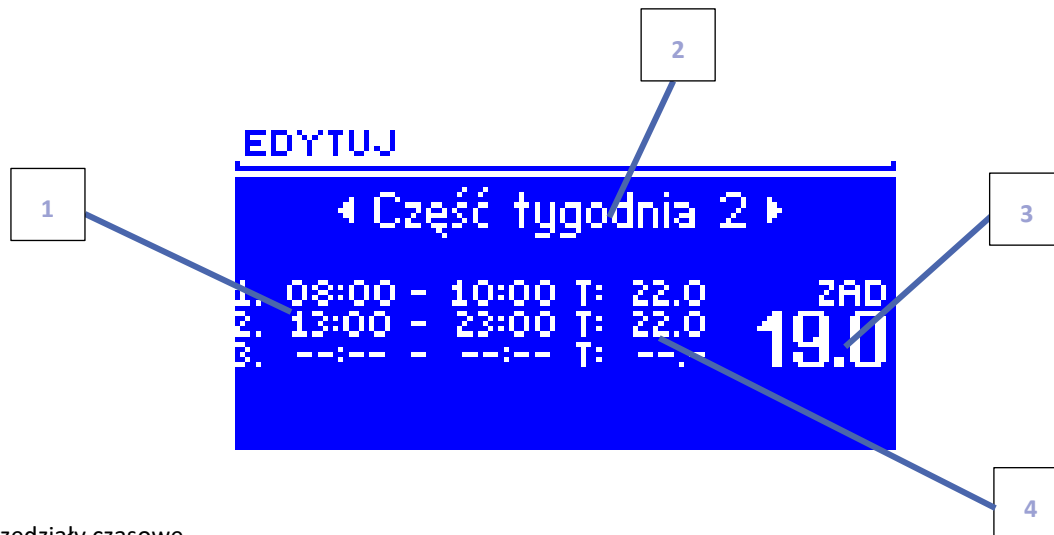 2
EDYTUJ
1
Część tygodnia 2
3
1. 08:00 - 10:00 T: 22.0 ZAD
2. 13:00 - 23:00 T: 22.0 19.0
3. --:-- - --:-- T: --.-
4
czasowe